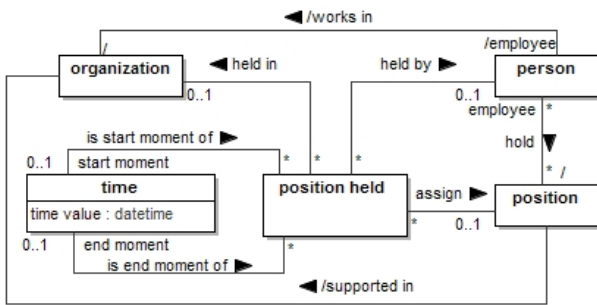 /works in
/ /employee
organization held in held by person
0..1 0..1
employee *
is start moment of hold
0..1 start moment * * * * /
time position held assign position
time value : datetime * 0..1
0..1 end moment *
is end moment of
/supported in